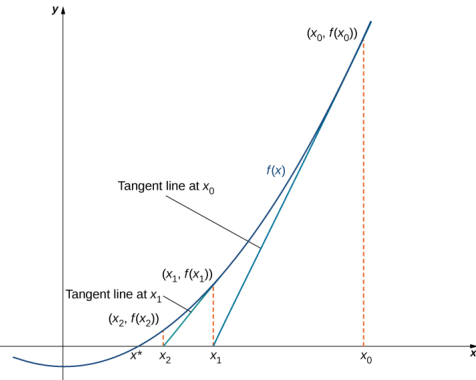 y
(x₀, f(x₀))
f(x)
Tangent line at x₀
(x₁, f(x₁))
Tangent line at x₁
(x₂, f(x₂))
x* x₂ x₁ x₀ x